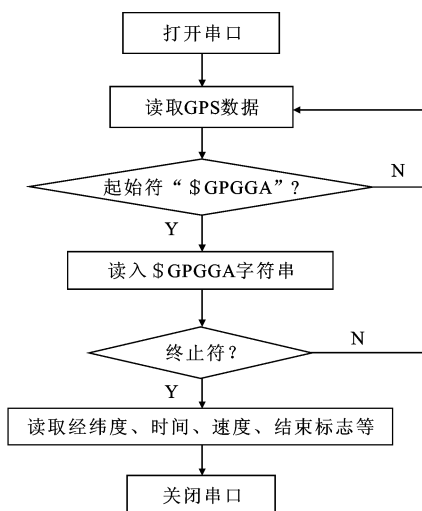 打开串口
读取GPS数据
起始符“＄GPGGA”?
N
Y
读入＄GPGGA字符串
终止符?
N
Y
读取经纬度、时间、速度、结束标志等
关闭串口